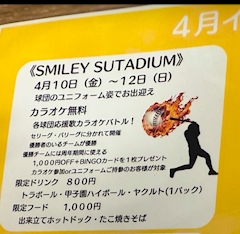 4月イ
《SMILEY SUTADIUM》
4月10日（金）～12日（日）
球団のユニフォーム姿でお出迎え
カラオケ無料
各球団応援歌カラオケバトル！
セリーグ・パリーグに分かれて開催
優勝者のいるチームが優勝
優勝チームには周年期間に使える
1,000円OFF+BINGOカードを1枚プレゼント
カラオケ参加orユニフォームご持参のお客様が対象
限定ドリンク　８００円
トラボール・甲子園ハイボール・ヤクルト(1パック)
限定フード　1,000円
出来立てホットドック・たこ焼きそば